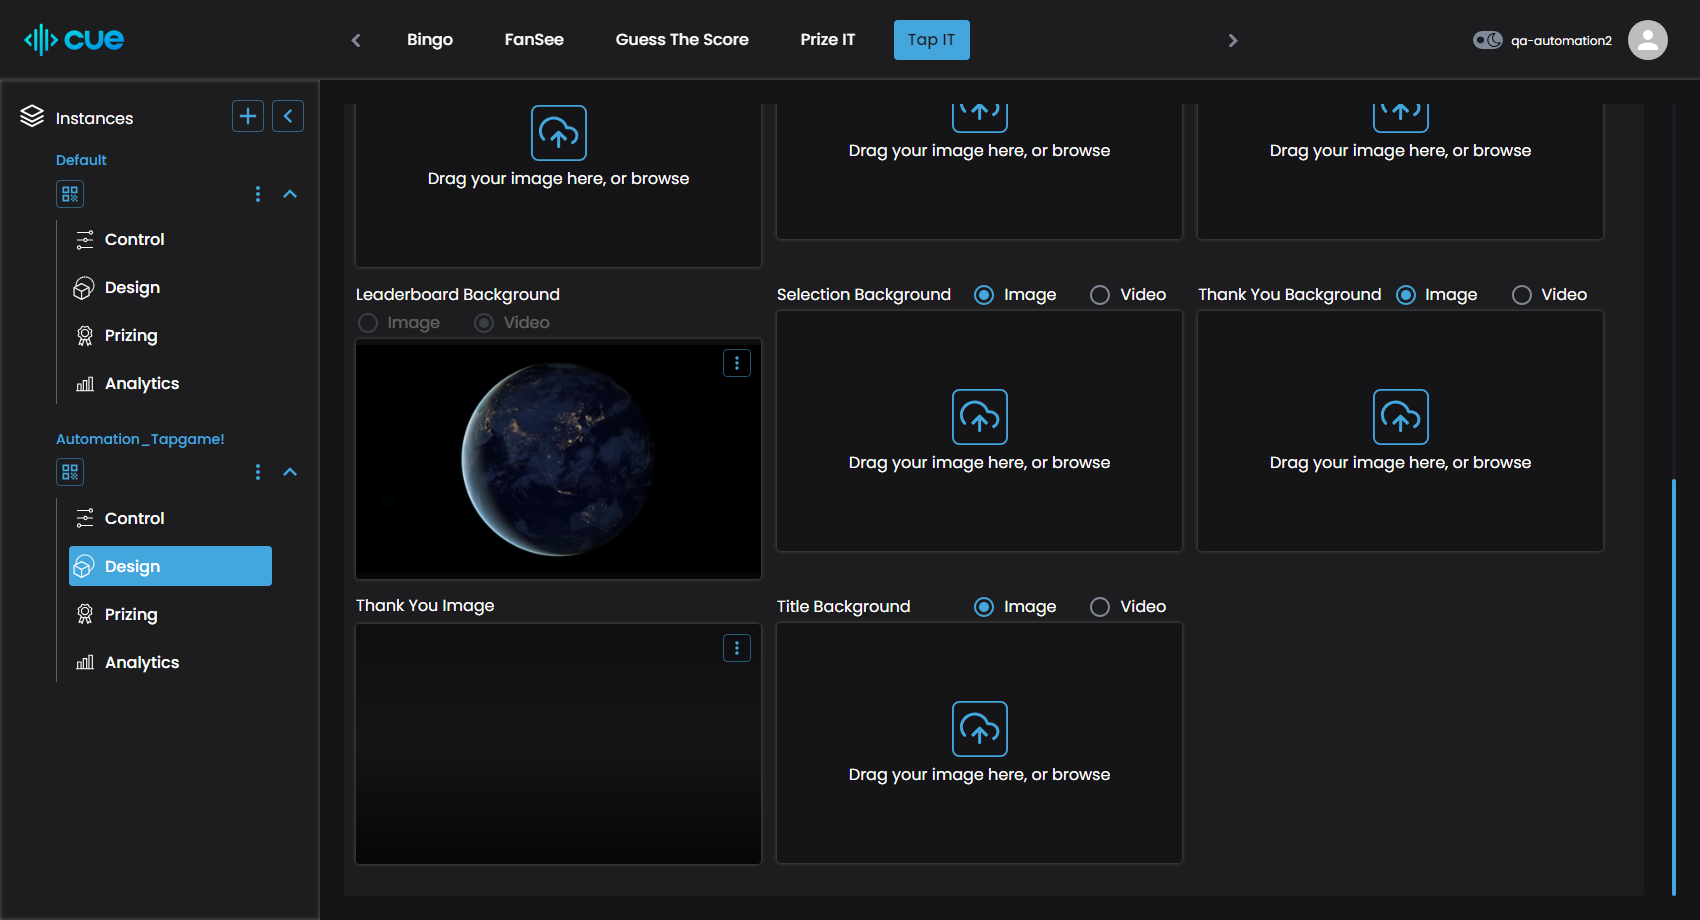 cue
Bingo
FanSee
Guess The Score
Prize IT
Tap IT
qa-automation2
Instances
Default
Control
Design
Prizing
Analytics
Automation_Tapgame!
Control
Design
Prizing
Analytics
Drag your image here, or browse
Drag your image here, or browse
Drag your image here, or browse
Leaderboard Background
Image Video
Selection Background Image Video
Drag your image here, or browse
Thank You Background Image Video
Drag your image here, or browse
Thank You Image
Title Background Image Video
Drag your image here, or browse